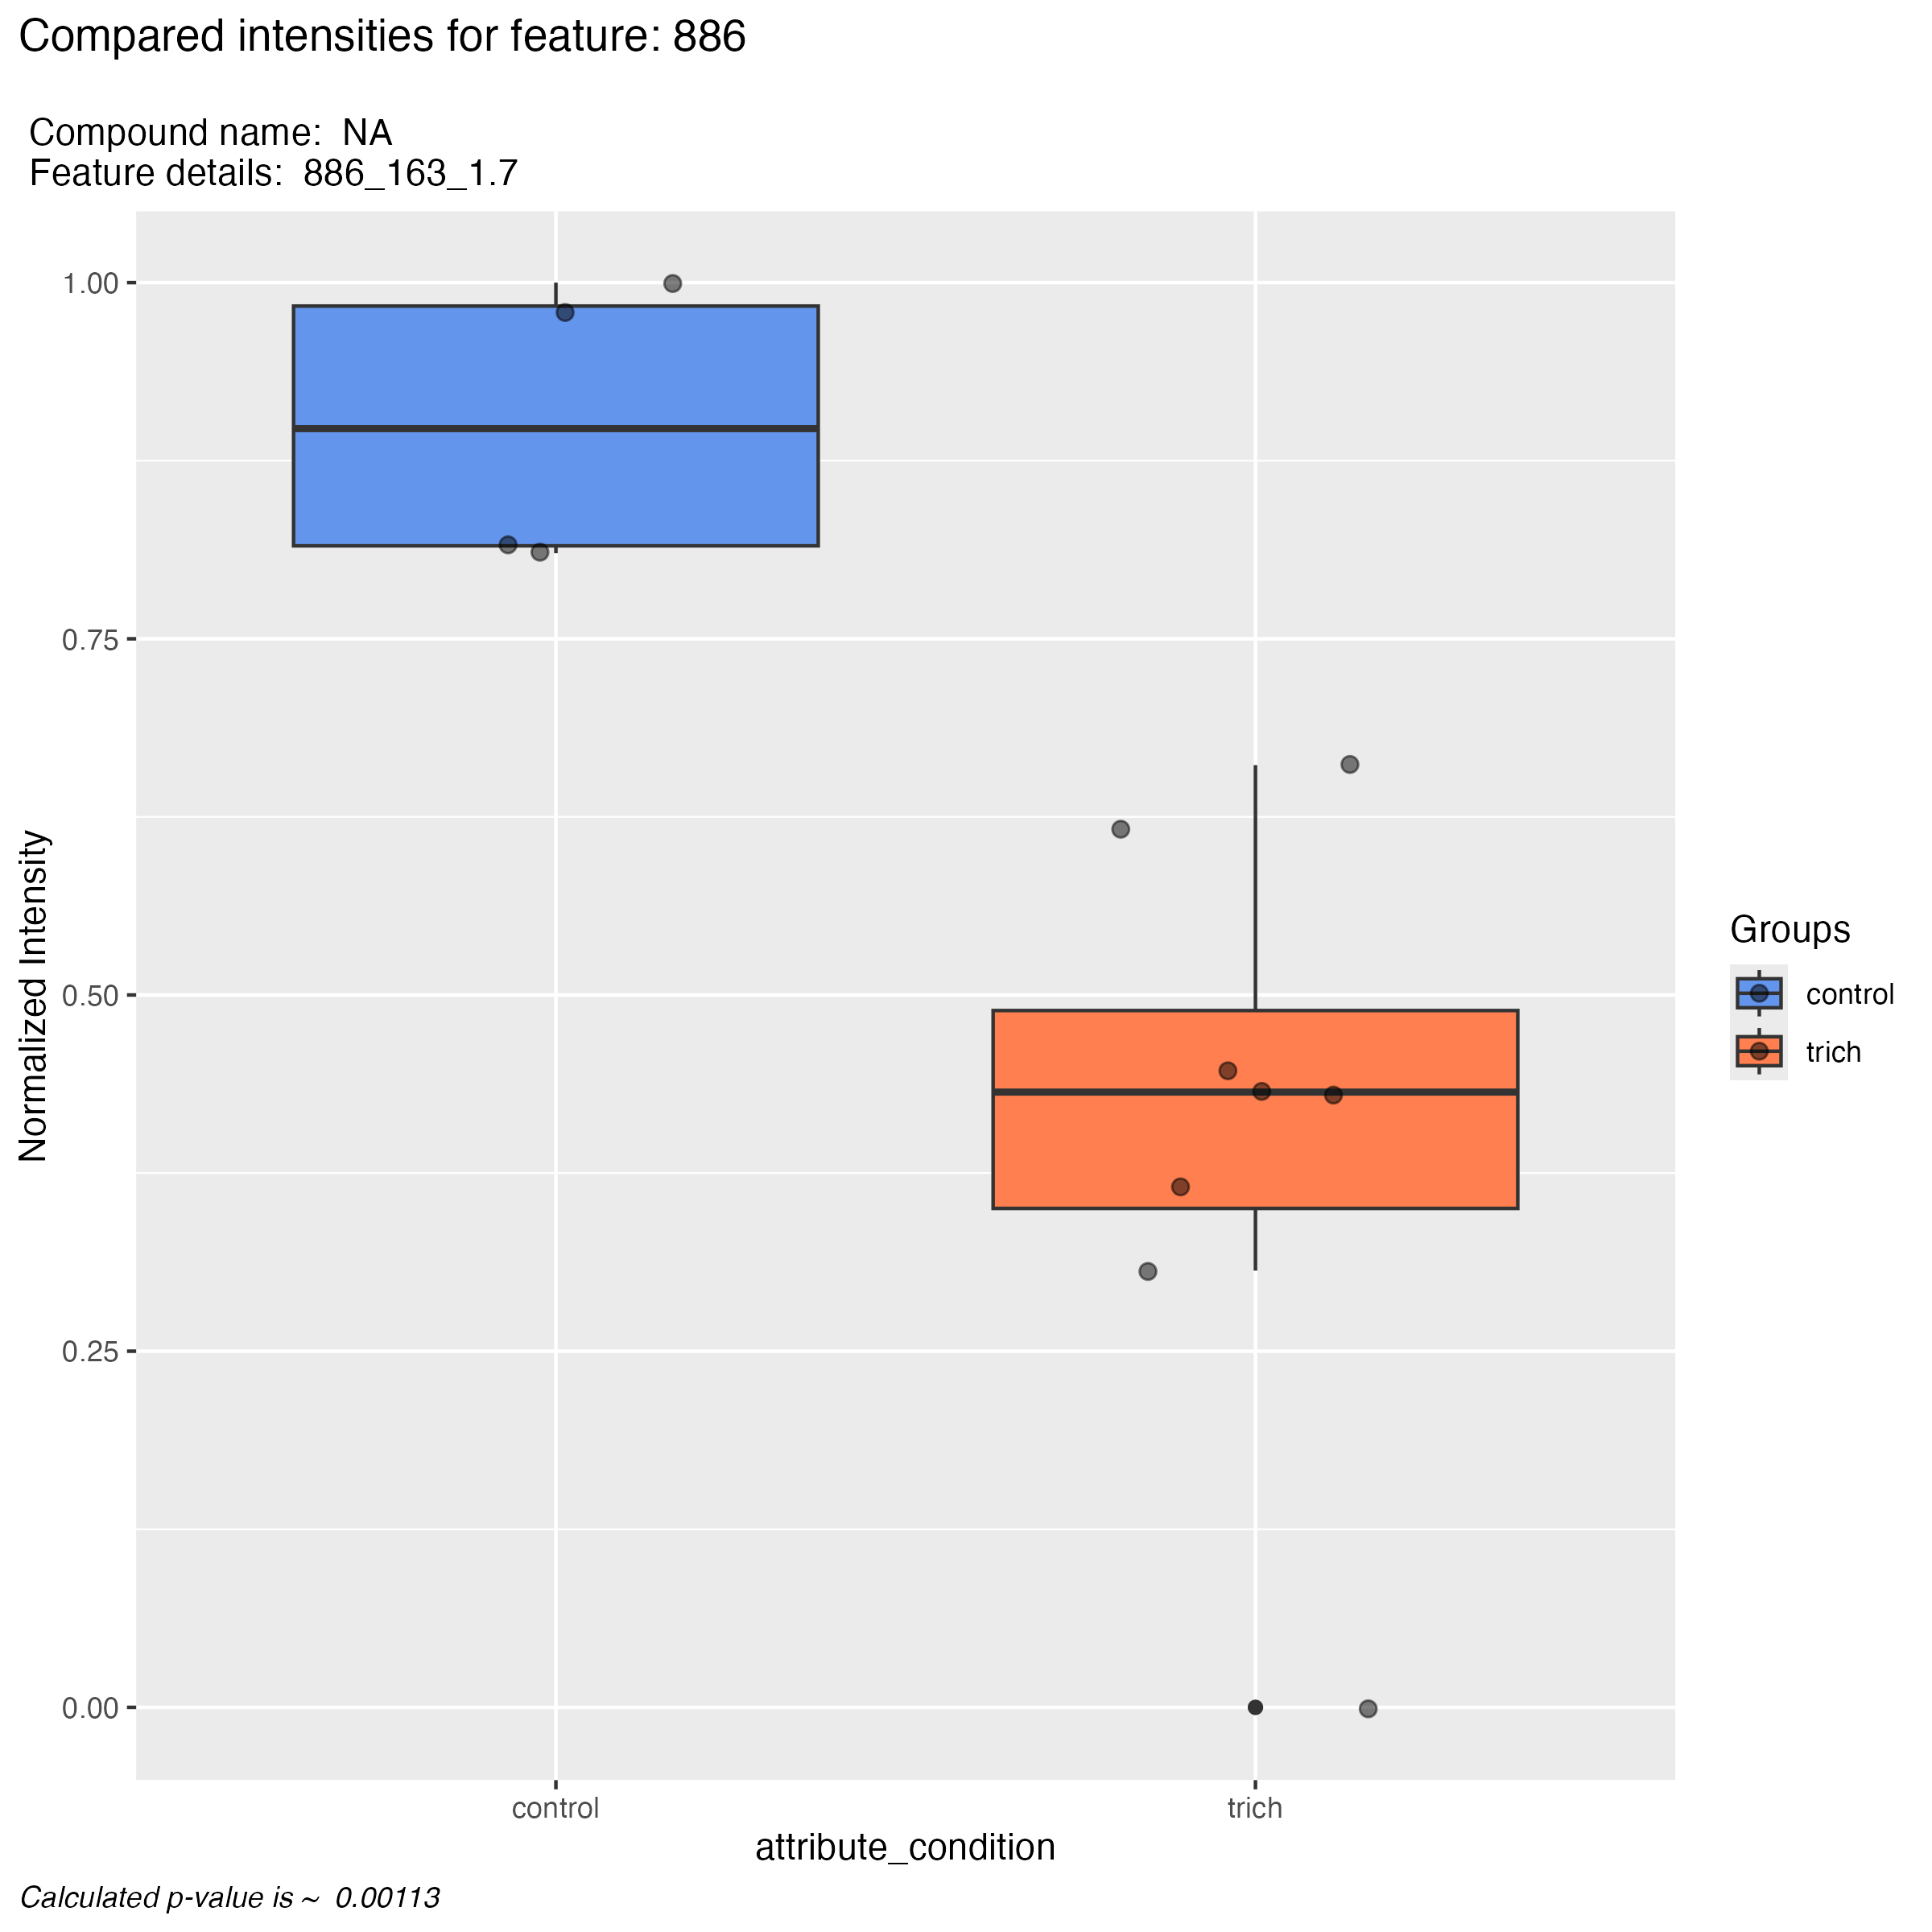 Compared intensities for feature: 886
Compound name:  NA
Feature details:  886_163_1.7
1.00
0.75
0.50
0.25
0.00
Normalized Intensity
control
trich
attribute_condition
Groups
control
trich
Calculated p-value is ~  0.00113